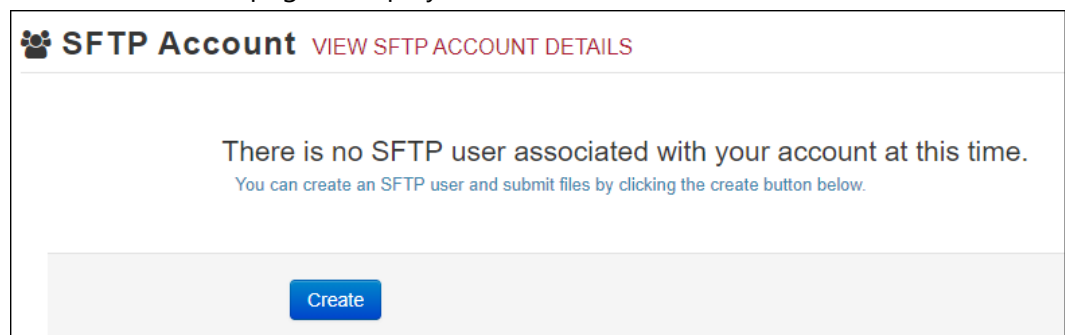 SFTP Account VIEW SFTP ACCOUNT DETAILS
There is no SFTP user associated with your account at this time.
You can create an SFTP user and submit files by clicking the create button below.
Create